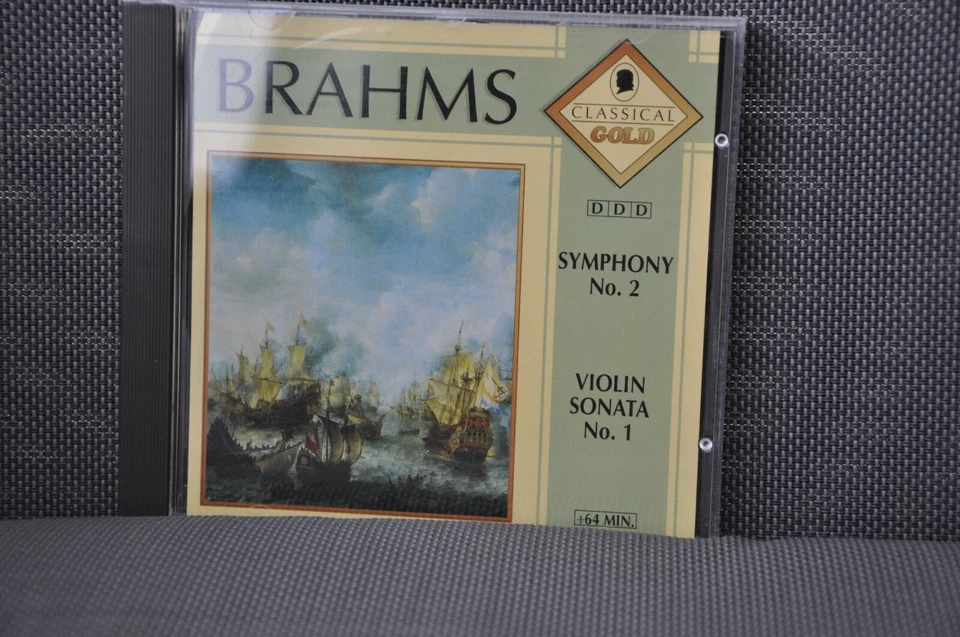 BRAHMS
CLASSICAL
GOLD
DDD
SYMPHONY
No. 2
VIOLIN
SONATA
No. 1
+64 MIN.